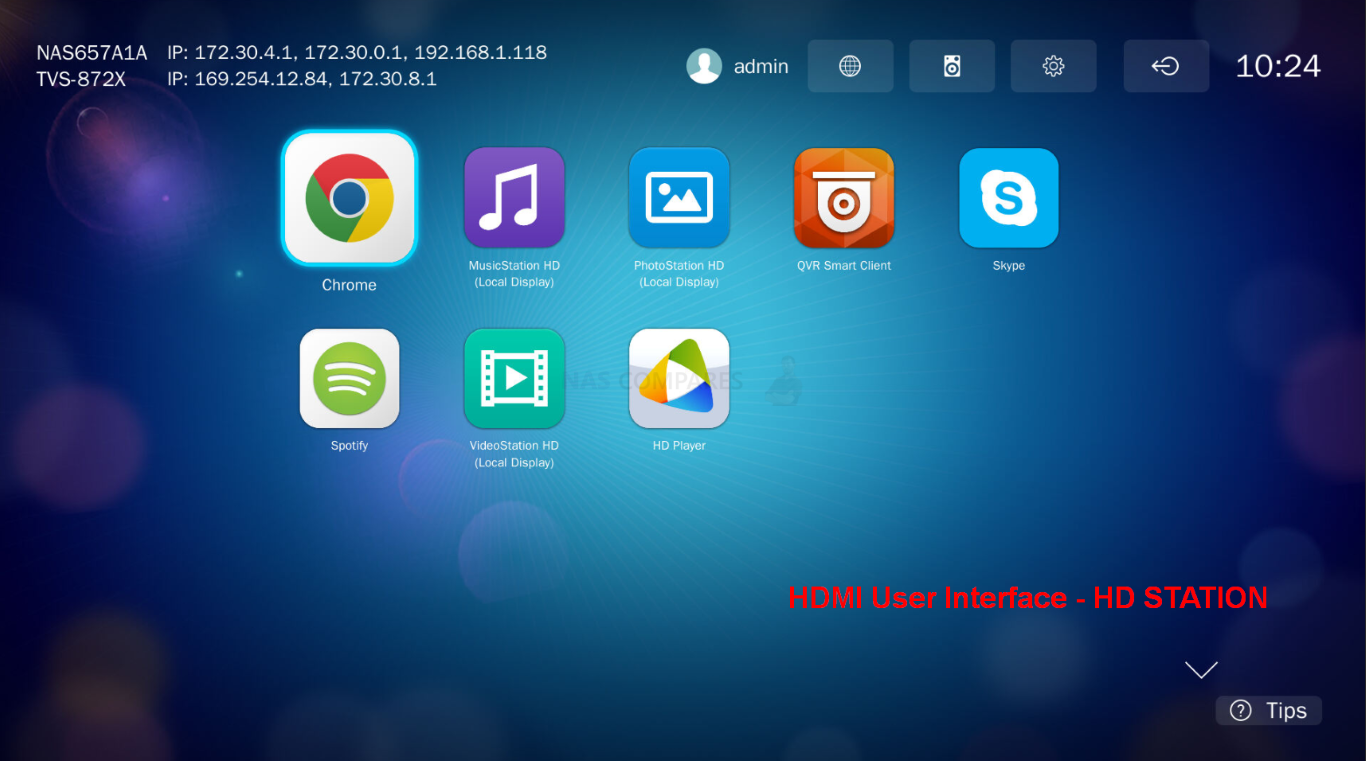 NAS657A1A IP: 172.30.4.1, 172.30.0.1, 192.168.1.118
TVS-872X IP: 169.254.12.84, 172.30.8.1
admin
10:24
Chrome
MusicStation HD
(Local Display)
PhotoStation HD
(Local Display)
QVR Smart Client
S
Skype
Spotify
VideoStation HD
(Local Display)
HD Player
NAS COMPARES
HDMI User Interface - HD STATION
? Tips